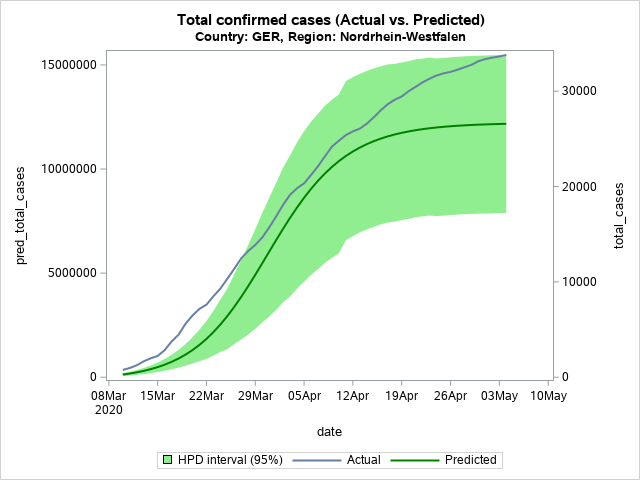 Total confirmed cases (Actual vs. Predicted)
Country: GER, Region: Nordrhein-Westfalen
15000000
10000000
5000000
0
pred_total_cases
30000
20000
10000
0
total_cases
08Mar 15Mar 22Mar 29Mar 05Apr 12Apr 19Apr 26Apr 03May 10May
2020
date
HPD interval (95%) Actual Predicted